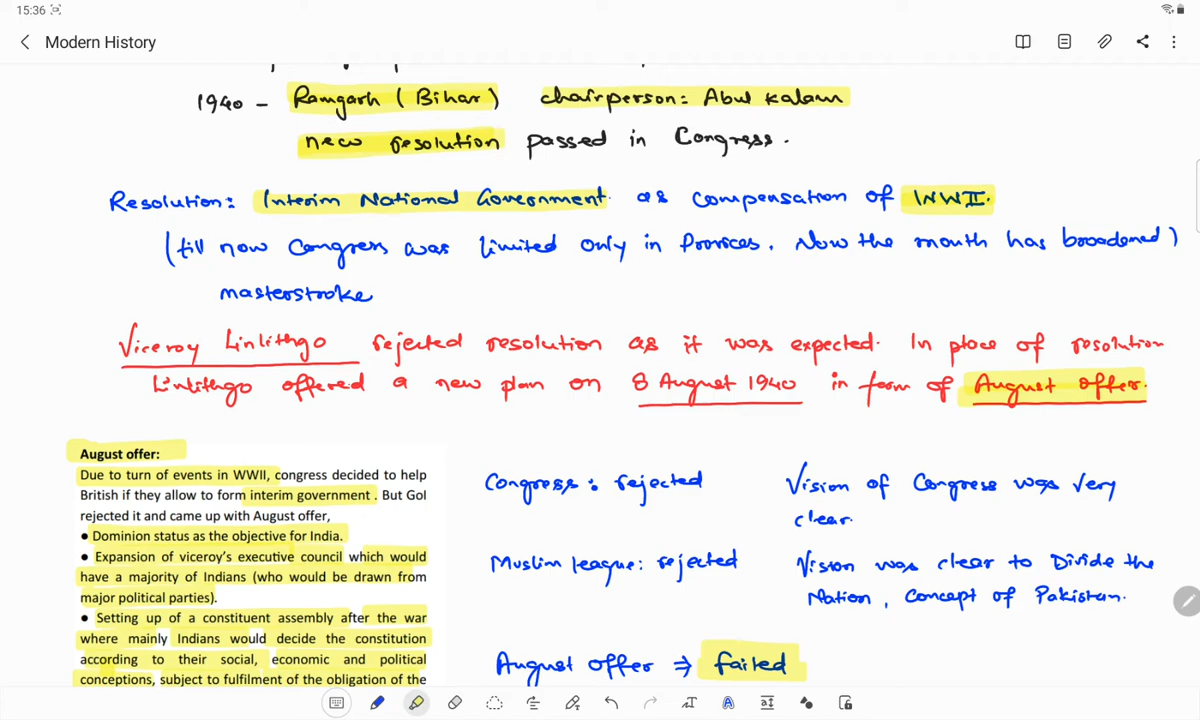 15:36
Modern History
1940 - Ramgarh (Bihar) chairperson: Abul Kalam
new resolution passed in Congress.
Resolution: Interim National Government as compensation of WWII.
(till now Congress was limited only in Provices. Now the mouth has broadened)
masterstroke
Viceroy Linlithgo rejected resolution as it was expected. In place of resolution
Linlithgo offered a new plan on 8 August 1940 in form of August offer.
August offer:
Due to turn of events in WWII, congress decided to help
British if they allow to form interim government . But GoI
rejected it and came up with August offer,
• Dominion status as the objective for India.
• Expansion of viceroy's executive council which would
have a majority of Indians (who would be drawn from
major political parties).
• Setting up of a constituent assembly after the war
where mainly Indians would decide the constitution
according to their social, economic and political
conceptions, subject to fulfilment of the obligation of the
Congress: rejected
Vision of Congress was very
clear.
Muslim league: rejected
Vision was clear to Divide the
Nation, Concept of Pakistan.
August offer ⇒ failed